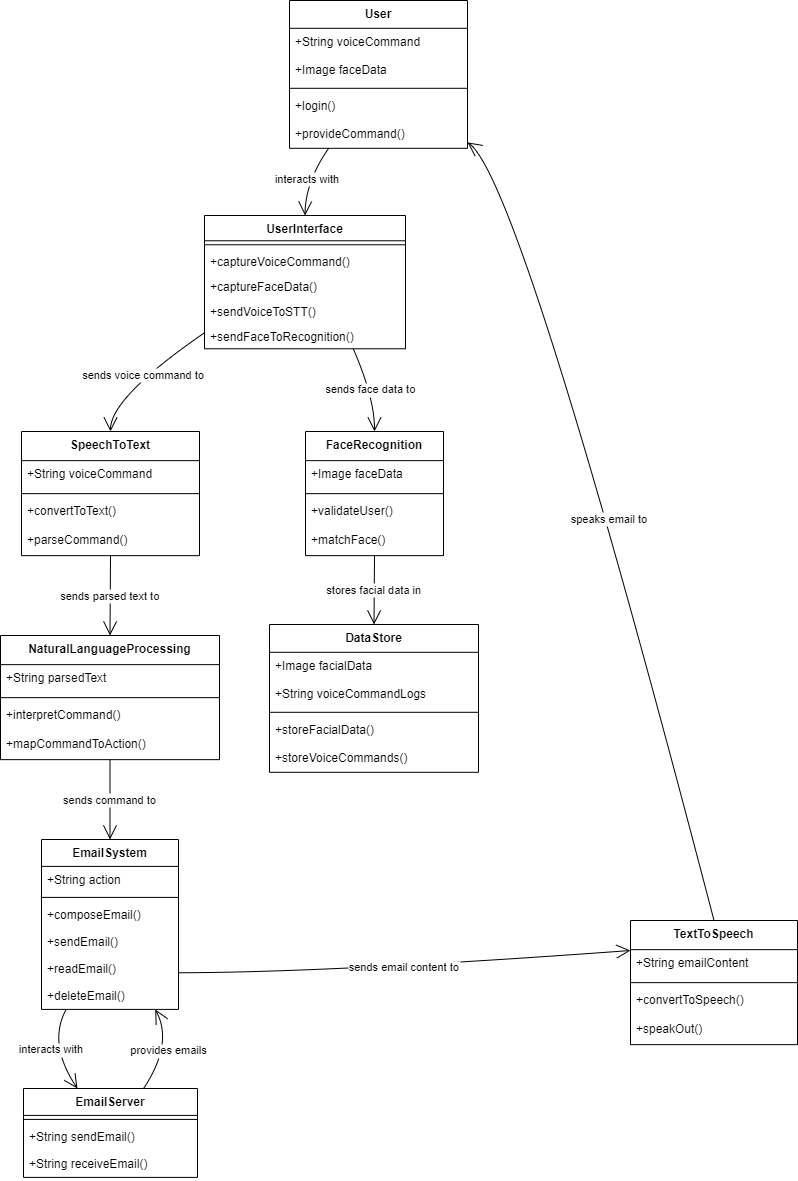 User
+String voiceCommand
+Image faceData
+login()
+provideCommand()
interacts with
UserInterface
+captureVoiceCommand()
+captureFaceData()
+sendVoiceToSTT()
+sendFaceToRecognition()
sends voice command to
sends face data to
SpeechToText
+String voiceCommand
+convertToText()
+parseCommand()
FaceRecognition
+Image faceData
+validateUser()
+matchFace()
speaks email to
sends parsed text to
stores facial data in
NaturalLanguageProcessing
+String parsedText
+interpretCommand()
+mapCommandToAction()
DataStore
+Image facialData
+String voiceCommandLogs
+storeFacialData()
+storeVoiceCommands()
sends command to
EmailSystem
+String action
+composeEmail()
+sendEmail()
+readEmail()
+deleteEmail()
sends email content to
TextToSpeech
+String emailContent
+convertToSpeech()
+speakOut()
interacts with
provides emails
EmailServer
+String sendEmail()
+String receiveEmail()